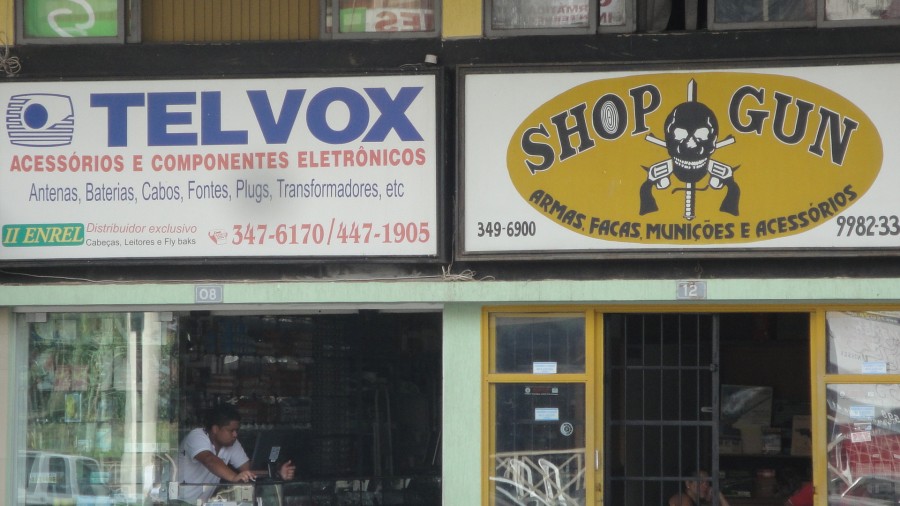 TELVOX
ACESSÓRIOS E COMPONENTES ELETRÔNICOS
Antenas, Baterias, Cabos, Fontes, Plugs, Transformadores, etc
II ENREL
Distribuidor exclusivo
Cabeças, Leitores e Fly baks
347-6170/447-1905
SHOP GUN
ARMAS, FACAS, MUNIÇÕES E ACESSÓRIOS
349-6900
9982-33
08
12